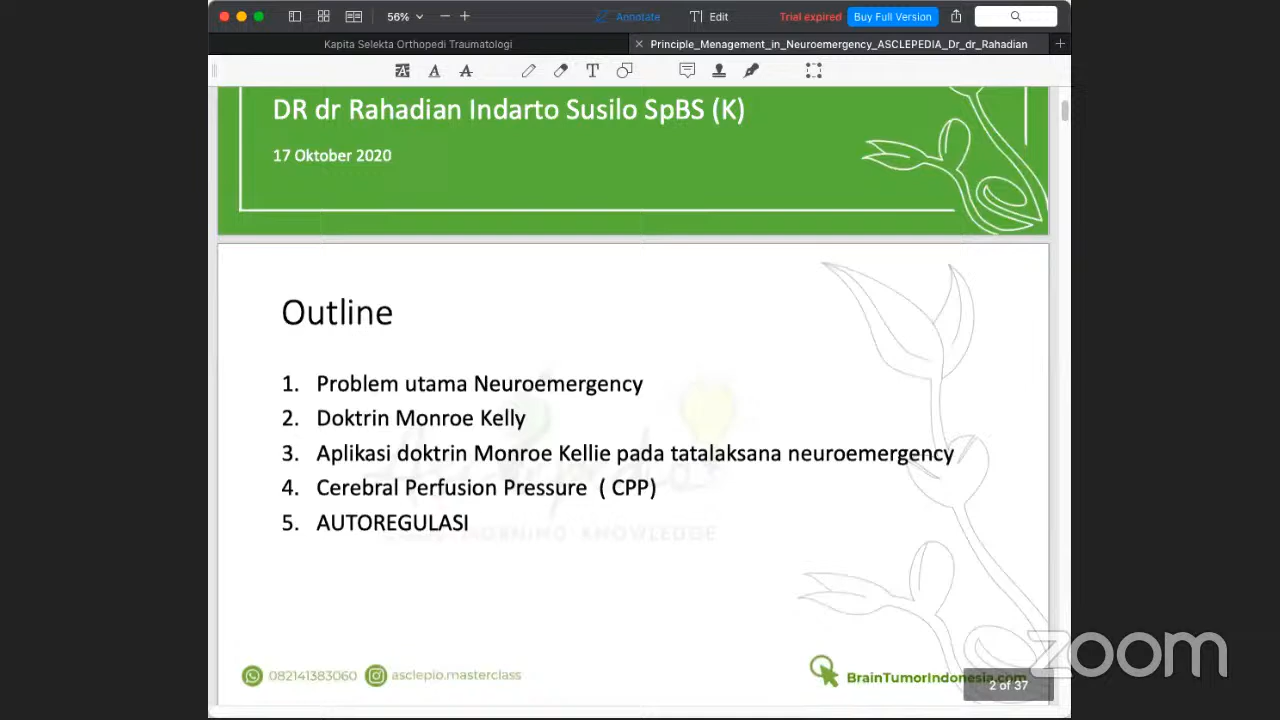 56%
Annotate
Edit
Trial expired
Buy Full Version
Kapita Selekta Orthopedi Traumatologi
Principle_Menagement_in_Neuroemergency_ASCLEPEDIA_Dr_dr_Rahadian
DR dr Rahadian Indarto Susilo SpBS (K)
17 Oktober 2020
Outline
1. Problem utama Neuroemergency
2. Doktrin Monroe Kelly
3. Aplikasi doktrin Monroe Kellie pada tatalaksana neuroemergency
4. Cerebral Perfusion Pressure ( CPP)
5. AUTOREGULASI
KNOWLEDGE
082141383060
asclepio.masterclass
BrainTumorIndonesia.com
2 of 37
zoom